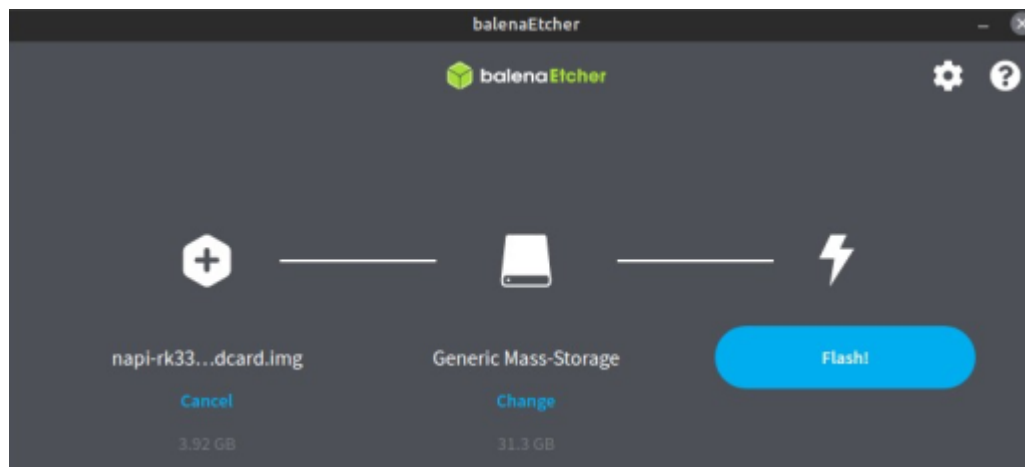 balenaEtcher
balenaEtcher
napi-rk33...dcard.img
Generic Mass-Storage
Flash!
Cancel
Change
3.92 GB
31.3 GB